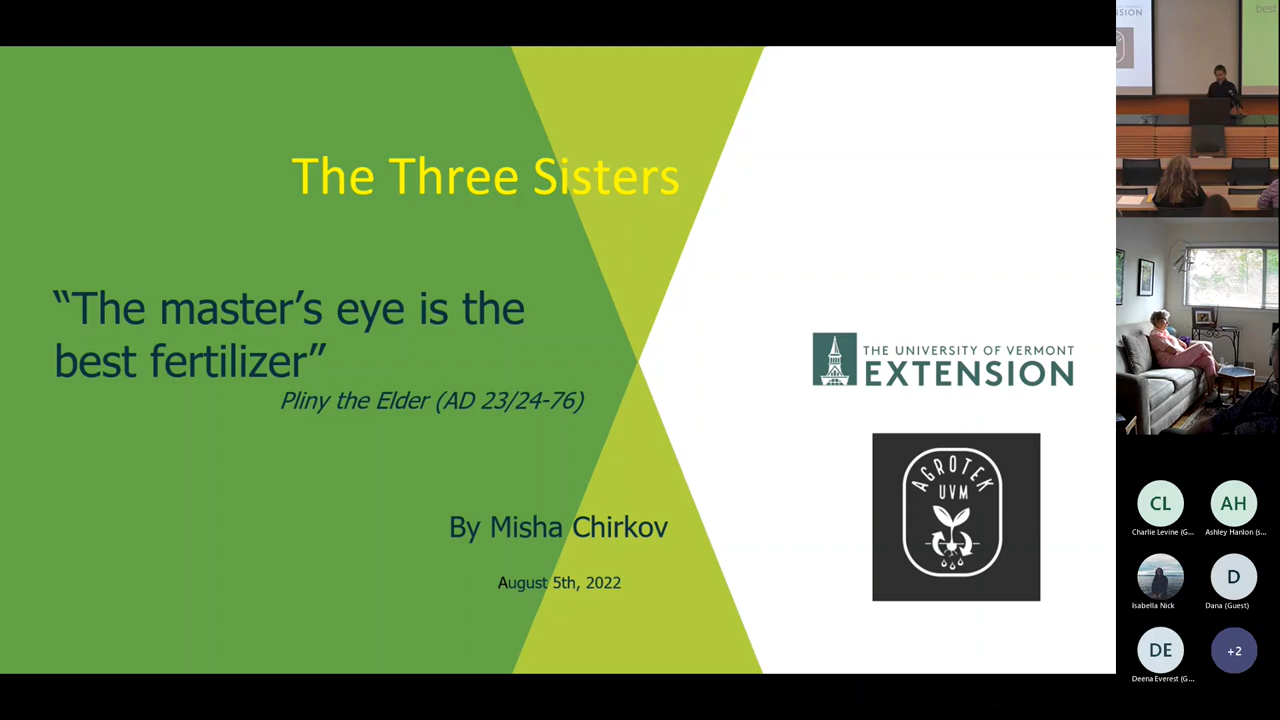 The Three Sisters
“The master’s eye is the
best fertilizer”
Pliny the Elder (AD 23/24-76)
By Misha Chirkov
August 5th, 2022
THE UNIVERSITY OF VERMONT
EXTENSION
AGROTEK
UVM
best
NSION
CL
AH
Charlie Levine (G...
Ashley Hanlon (s...
D
Isabella Nick
Dana (Guest)
DE
+2
Deena Everest (G...